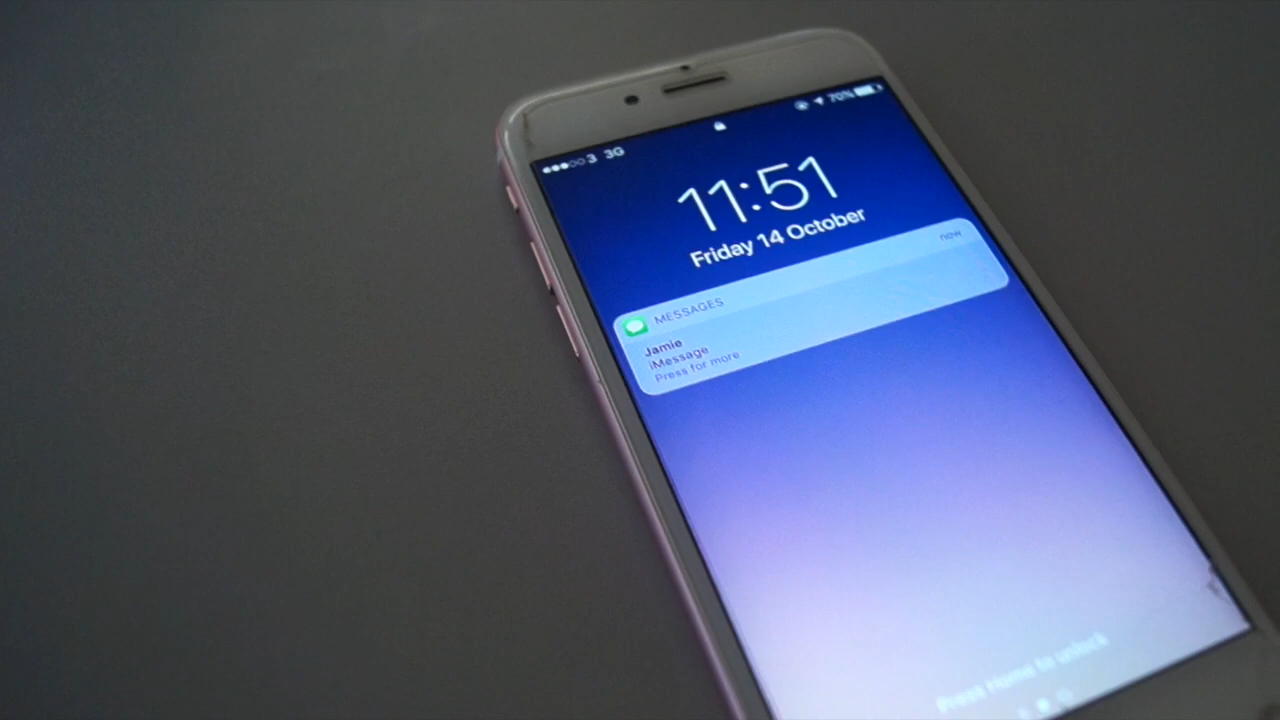 3 3G 70%
11:51
Friday 14 October
MESSAGES now
Jamie
iMessage
Press for more
Press Home to unlock